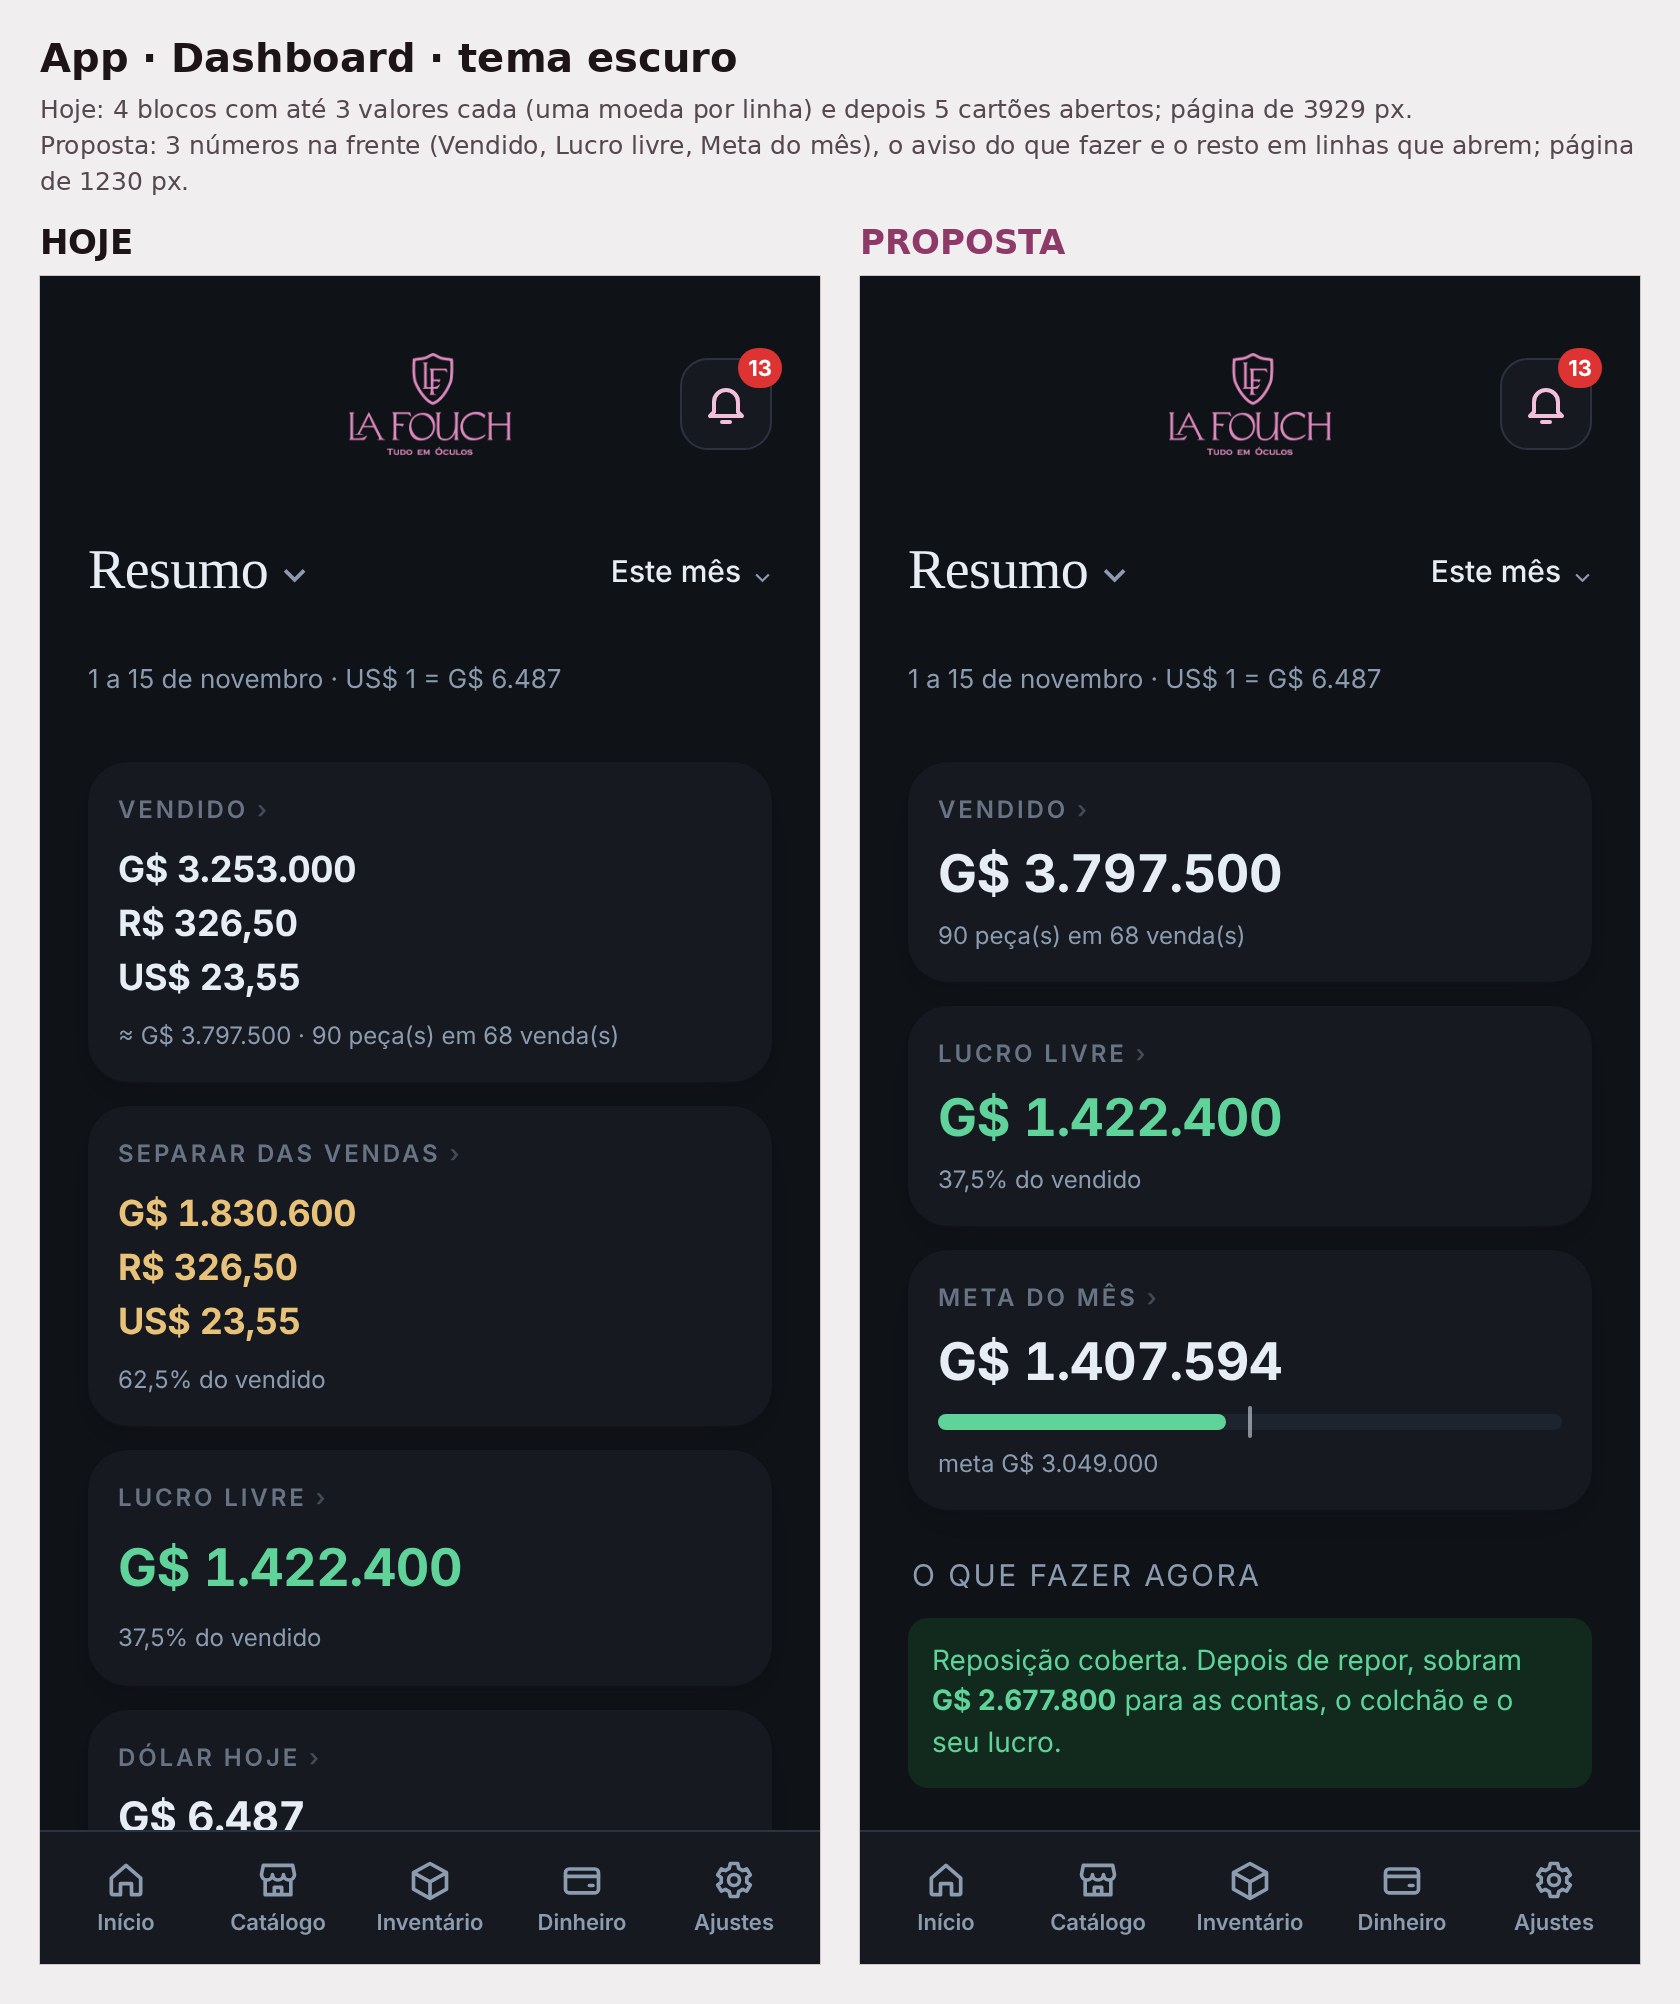 App · Dashboard · tema escuro
Hoje: 4 blocos com até 3 valores cada (uma moeda por linha) e depois 5 cartões abertos; página de 3929 px.
Proposta: 3 números na frente (Vendido, Lucro livre, Meta do mês), o aviso do que fazer e o resto em linhas que abrem; página
de 1230 px.
HOJE
13
LF
LA FOUCH
TUDO EM ÓCULOS
Resumo
Este mês
1 a 15 de novembro · US$ 1 = G$ 6.487
VENDIDO ›
G$ 3.253.000
R$ 326,50
US$ 23,55
≈ G$ 3.797.500 · 90 peça(s) em 68 venda(s)
SEPARAR DAS VENDAS ›
G$ 1.830.600
R$ 326,50
US$ 23,55
62,5% do vendido
LUCRO LIVRE ›
G$ 1.422.400
37,5% do vendido
DÓLAR HOJE ›
G$ 6.487
Início
Catálogo
Inventário
Dinheiro
Ajustes
PROPOSTA
13
LF
LA FOUCH
TUDO EM ÓCULOS
Resumo
Este mês
1 a 15 de novembro · US$ 1 = G$ 6.487
VENDIDO ›
G$ 3.797.500
90 peça(s) em 68 venda(s)
LUCRO LIVRE ›
G$ 1.422.400
37,5% do vendido
META DO MÊS ›
G$ 1.407.594
meta G$ 3.049.000
O QUE FAZER AGORA
Reposição coberta. Depois de repor, sobram
G$ 2.677.800 para as contas, o colchão e o
seu lucro.
Início
Catálogo
Inventário
Dinheiro
Ajustes